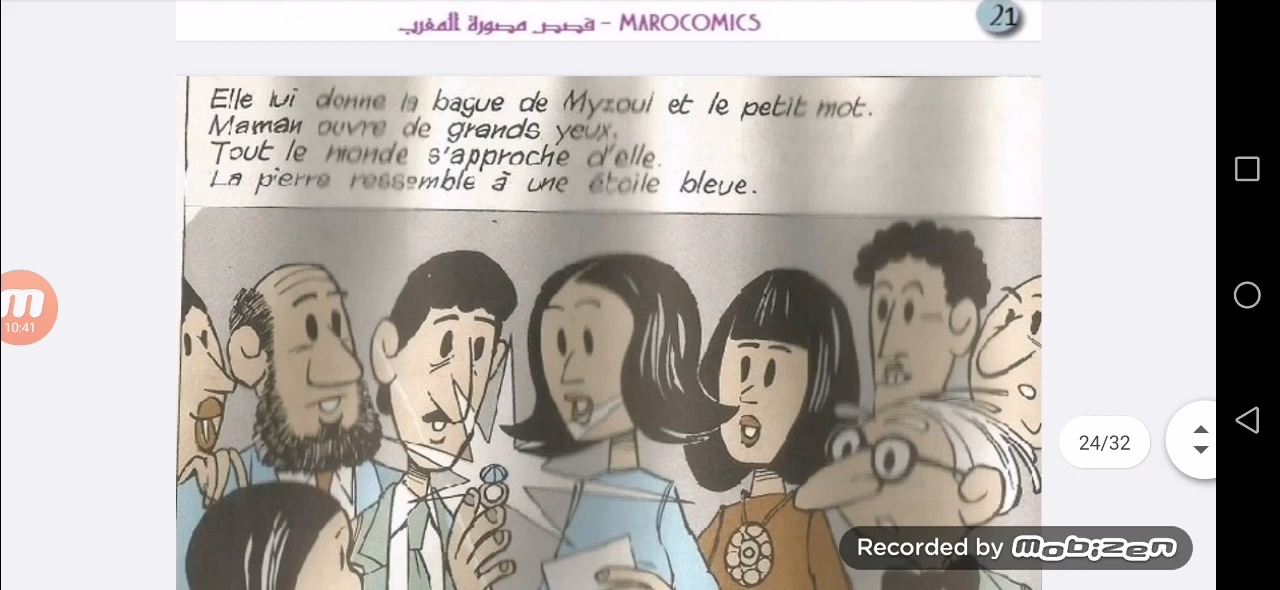 قصص مصورة المغرب - MAROCOMICS
21
Elle lui donne la bague de Myzoul et le petit mot.
Maman ouvre de grands yeux.
Tout le monde s'approche d'elle.
La pierre ressemble à une étoile bleue.
10:41
24/32
Recorded by mobizen